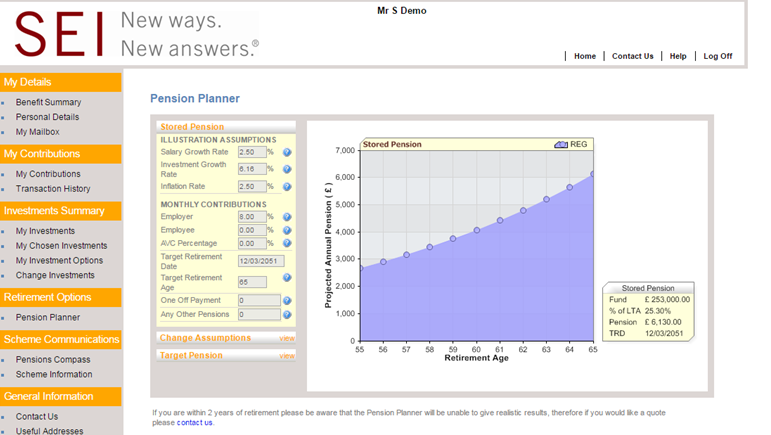 Mr S Demo
SEI New ways.
New answers.®
Home | Contact Us | Help | Log Off
My Details
Benefit Summary
Personal Details
My Mailbox
My Contributions
My Contributions
Transaction History
Investments Summary
My Investments
My Chosen Investments
My Investment Options
Change Investments
Retirement Options
Pension Planner
Scheme Communications
Pensions Compass
Scheme Information
General Information
Contact Us
Useful Addresses
Pension Planner
Stored Pension
ILLUSTRATION ASSUMPTIONS
Salary Growth Rate 2.50 %
Investment Growth
Rate 6.16 %
Inflation Rate 2.50 %
MONTHLY CONTRIBUTIONS
Employer 8.00 %
Employee 0.00 %
AVC Percentage 0.00 %
Target Retirement
Date 12/03/2051
Target Retirement
Age 65
One Off Payment 0
Any Other Pensions 0
Change Assumptions view
Target Pension view
Stored Pension REG
Projected Annual Pension ( £ )
7,000
6,000
5,000
4,000
3,000
2,000
1,000
0
55 56 57 58 59 60 61 62 63 64 65
Retirement Age
Stored Pension
Fund £ 253,000.00
% of LTA 25.30%
Pension £ 6,130.00
TRD 12/03/2051
If you are within 2 years of retirement please be aware that the Pension Planner will be unable to give realistic results, therefore if you would like a quote
please contact us.